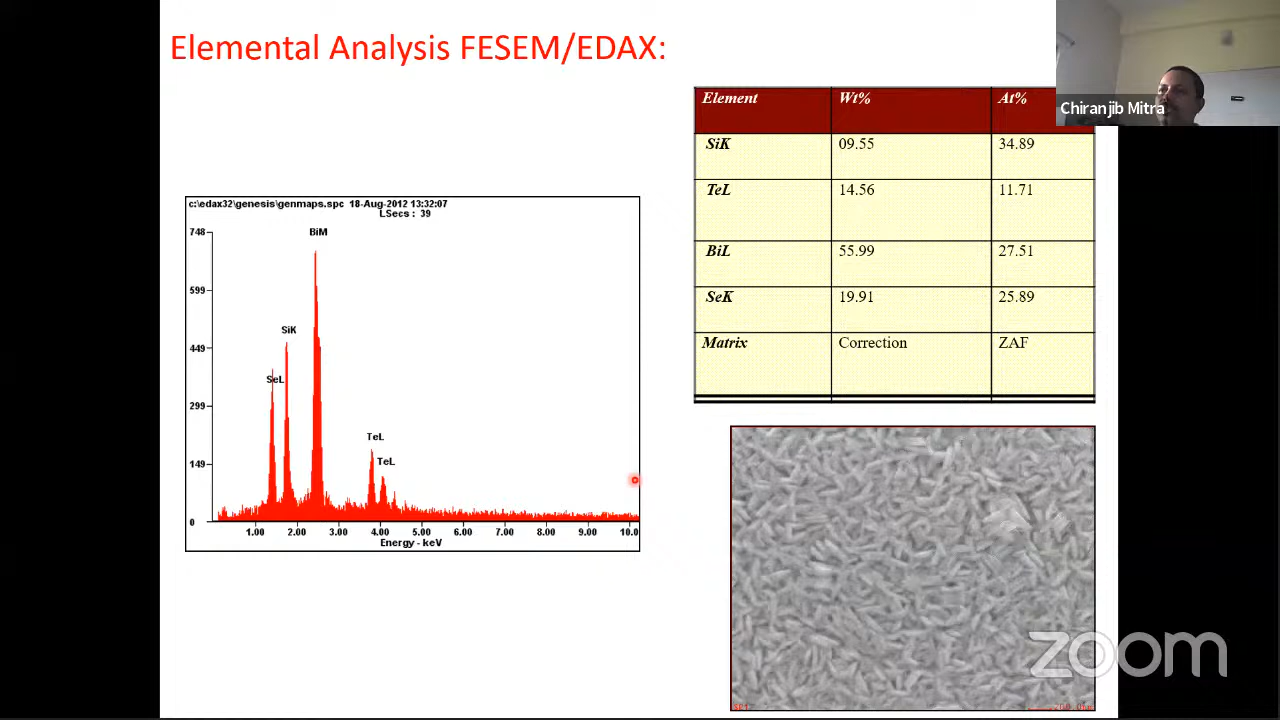 Elemental Analysis FESEM/EDAX:
Chiranjib Mitra
Element Wt% At%
SiK 09.55 34.89
TeL 14.56 11.71
BiL 55.99 27.51
SeK 19.91 25.89
Matrix Correction ZAF
c:\edax32\genesis\genmaps.spc 18-Aug-2012 13:32:07
LSecs : 39
748
BiM
599
SiK
449
SeL
299
TeL
TeL
149
0
1.00 2.00 3.00 4.00 5.00 6.00 7.00 8.00 9.00 10.0
Energy - keV
zoom